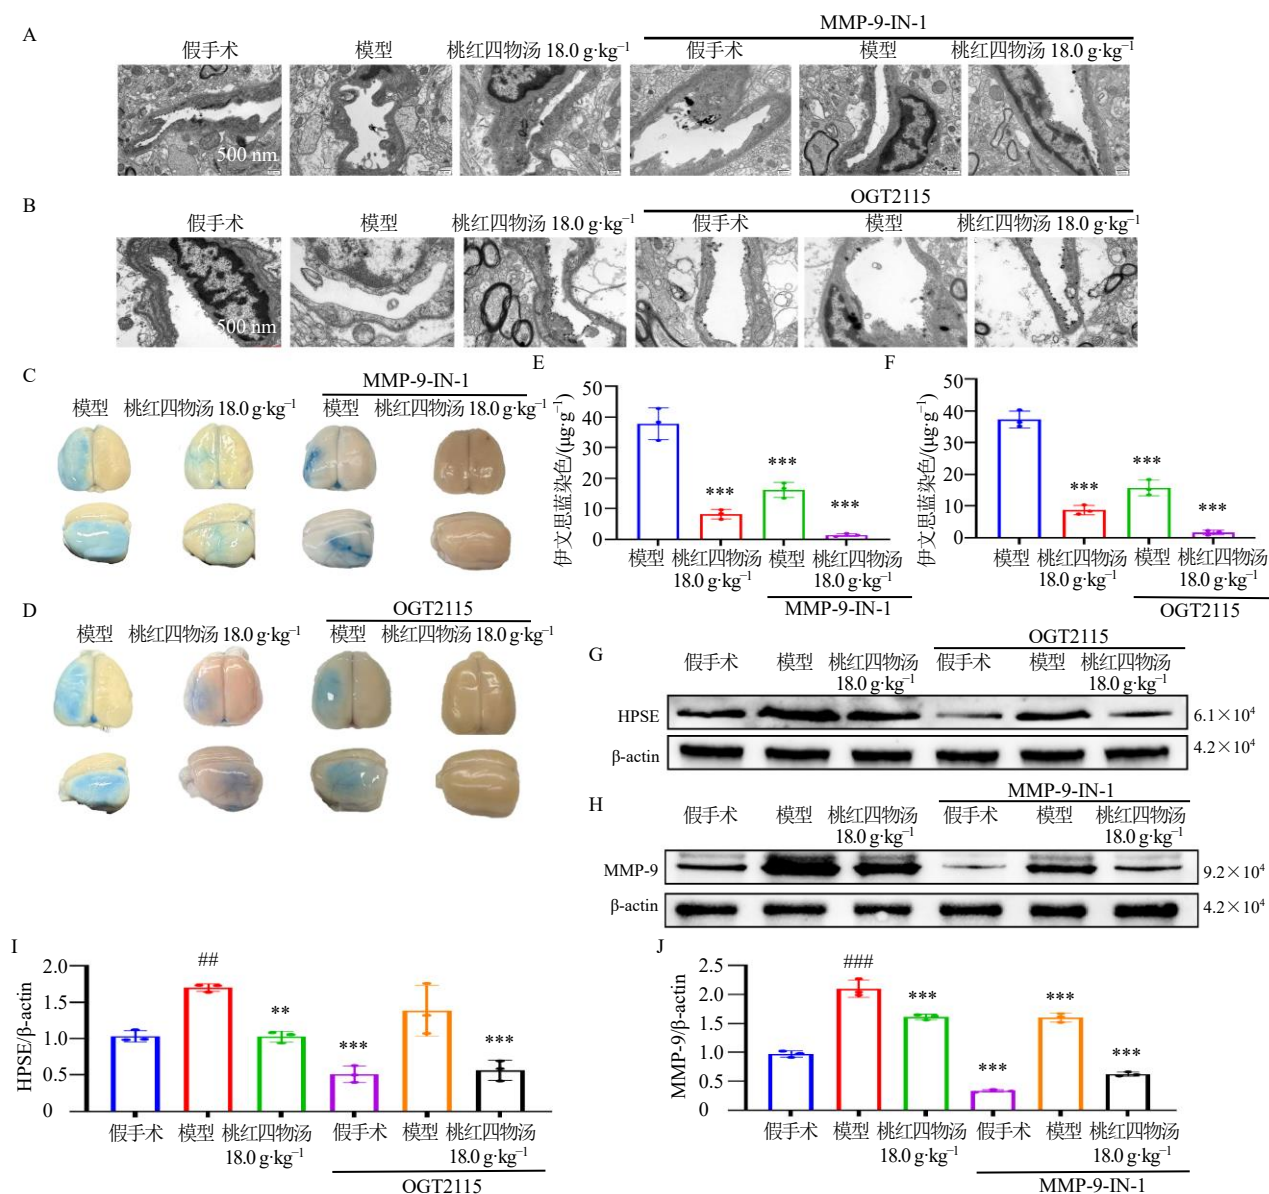 A
MMP-9-IN-1
假手术 模型 桃红四物汤 18.0 g·kg⁻¹ 假手术 模型 桃红四物汤 18.0 g·kg⁻¹
500 nm
B
OGT2115
假手术 模型 桃红四物汤 18.0 g·kg⁻¹ 假手术 模型 桃红四物汤 18.0 g·kg⁻¹
500 nm
C
MMP-9-IN-1
模型 桃红四物汤 18.0 g·kg⁻¹ 模型 桃红四物汤 18.0 g·kg⁻¹
D
OGT2115
模型 桃红四物汤 18.0 g·kg⁻¹ 模型 桃红四物汤 18.0 g·kg⁻¹
E
伊文思蓝染色/(μg·g⁻¹)
50
40
30
20
10
0
*** *** ***
模型 桃红四物汤 模型 桃红四物汤
18.0 g·kg⁻¹ 18.0 g·kg⁻¹
MMP-9-IN-1
F
伊文思蓝染色/(μg·g⁻¹)
50
40
30
20
10
0
*** *** ***
模型 桃红四物汤 模型 桃红四物汤
18.0 g·kg⁻¹ 18.0 g·kg⁻¹
OGT2115
G
OGT2115
假手术 模型 桃红四物汤 假手术 模型 桃红四物汤
18.0 g·kg⁻¹ 18.0 g·kg⁻¹
HPSE 6.1×10⁴
β-actin 4.2×10⁴
H
MMP-9-IN-1
假手术 模型 桃红四物汤 假手术 模型 桃红四物汤
18.0 g·kg⁻¹ 18.0 g·kg⁻¹
MMP-9 9.2×10⁴
β-actin 4.2×10⁴
I
HPSE/β-actin
2.0
1.5
1.0
0.5
0
## ** *** ***
假手术 模型 桃红四物汤 假手术 模型 桃红四物汤
18.0 g·kg⁻¹ 18.0 g·kg⁻¹
OGT2115
J
MMP-9/β-actin
2.5
2.0
1.5
1.0
0.5
0
### *** *** *** ***
假手术 模型 桃红四物汤 假手术 模型 桃红四物汤
18.0 g·kg⁻¹ 18.0 g·kg⁻¹
MMP-9-IN-1